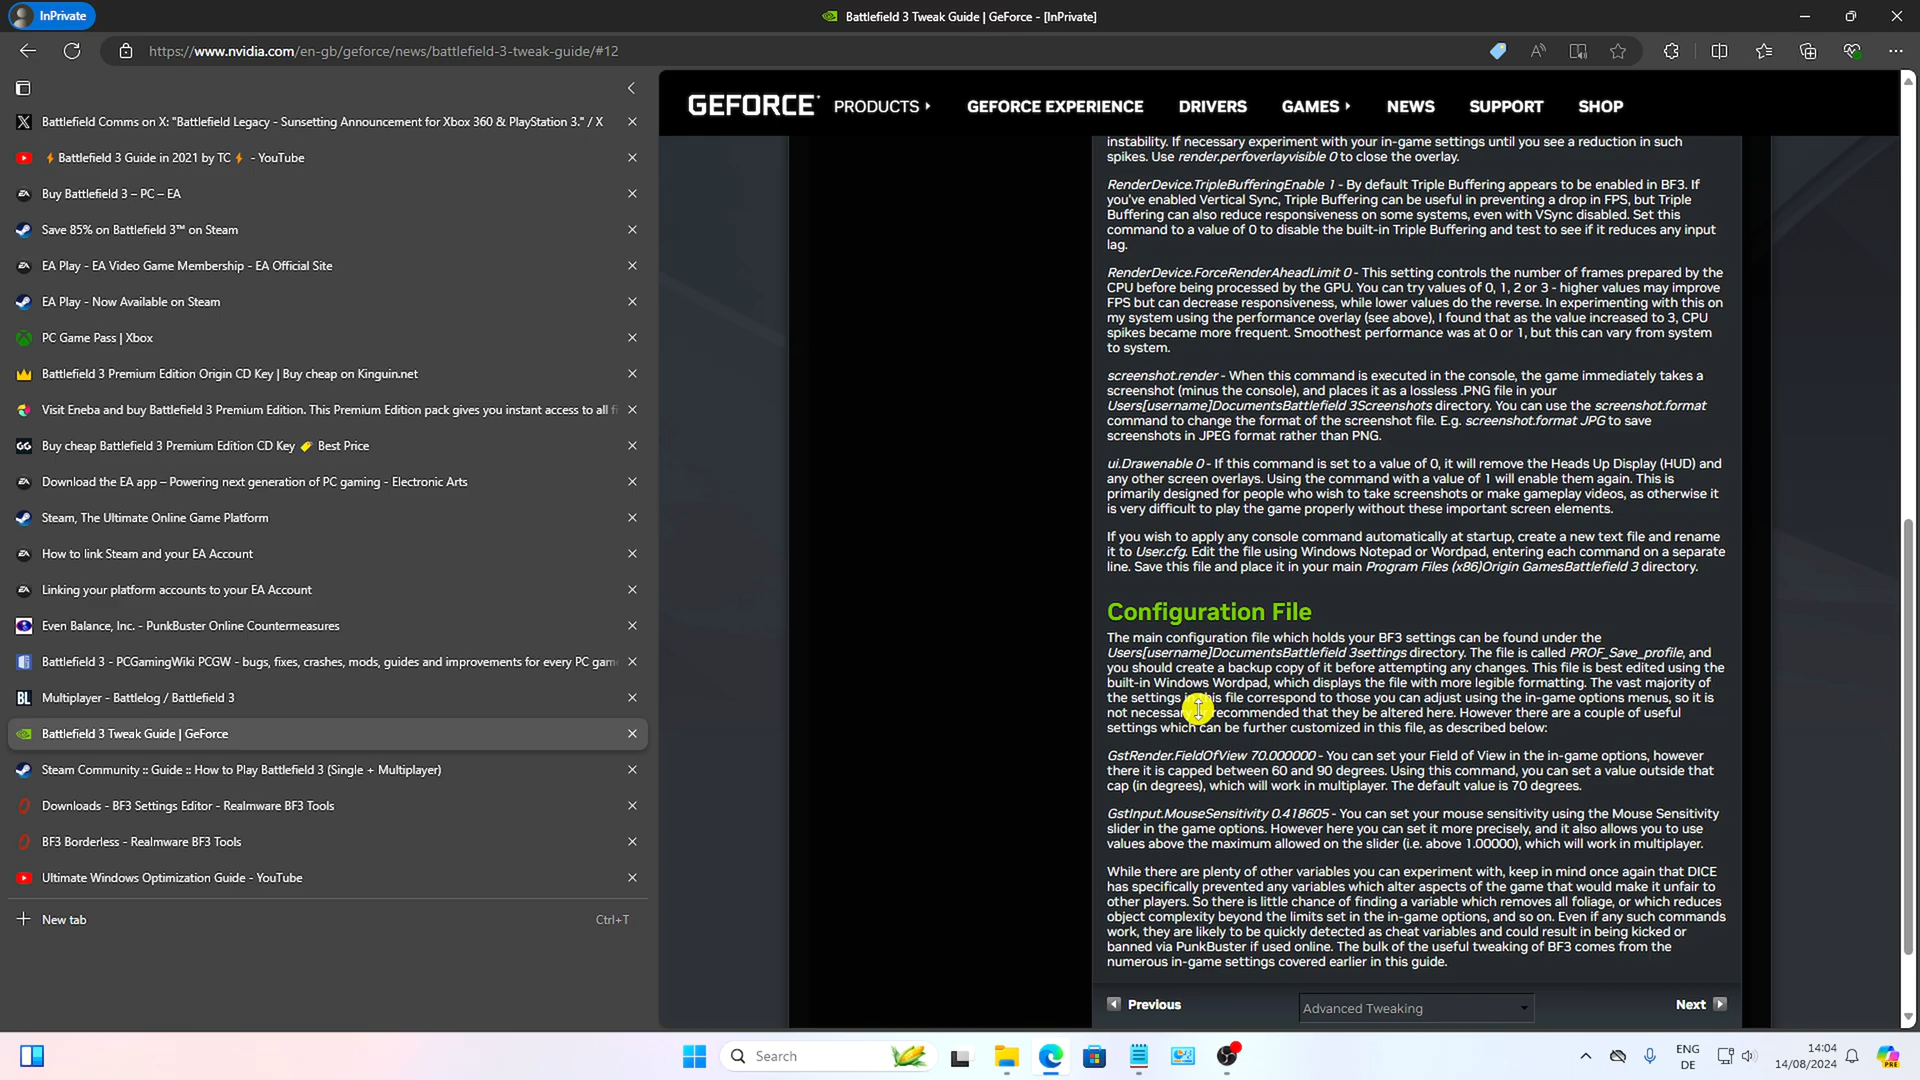 InPrivate
Battlefield 3 Tweak Guide | GeForce - [InPrivate]
https://www.nvidia.com/en-gb/geforce/news/battlefield-3-tweak-guide/#12
Battlefield Comms on X: "Battlefield Legacy - Sunsetting Announcement for Xbox 360 & PlayStation 3." / X
⚡Battlefield 3 Guide in 2021 by TC⚡ - YouTube
Buy Battlefield 3 – PC – EA
Save 85% on Battlefield 3™ on Steam
EA Play - EA Video Game Membership - EA Official Site
EA Play - Now Available on Steam
PC Game Pass | Xbox
Battlefield 3 Premium Edition Origin CD Key | Buy cheap on Kinguin.net
Visit Eneba and buy Battlefield 3 Premium Edition. This Premium Edition pack gives you instant access to all fi
Buy cheap Battlefield 3 Premium Edition CD Key 🏷️ Best Price
Download the EA app – Powering next generation of PC gaming - Electronic Arts
Steam, The Ultimate Online Game Platform
How to link Steam and your EA Account
Linking your platform accounts to your EA Account
Even Balance, Inc. - PunkBuster Online Countermeasures
Battlefield 3 - PCGamingWiki PCGW - bugs, fixes, crashes, mods, guides and improvements for every PC game
Multiplayer - Battlelog / Battlefield 3
Battlefield 3 Tweak Guide | GeForce
Steam Community :: Guide :: How to Play Battlefield 3 (Single + Multiplayer)
Downloads - BF3 Settings Editor - Realmware BF3 Tools
BF3 Borderless - Realmware BF3 Tools
Ultimate Windows Optimization Guide - YouTube
New tab Ctrl+T
GEFORCE PRODUCTS GEFORCE EXPERIENCE DRIVERS GAMES NEWS SUPPORT SHOP
instability. If necessary experiment with your in-game settings until you see a reduction in such
spikes. Use render.perfoverlayvisible 0 to close the overlay.
RenderDevice.TripleBufferingEnable 1 - By default Triple Buffering appears to be enabled in BF3. If
you've enabled Vertical Sync, Triple Buffering can be useful in preventing a drop in FPS, but Triple
Buffering can also reduce responsiveness on some systems, even with VSync disabled. Set this
command to a value of 0 to disable the built-in Triple Buffering and test to see if it reduces any input
lag.
RenderDevice.ForceRenderAheadLimit 0 - This setting controls the number of frames prepared by the
CPU before being processed by the GPU. You can try values of 0, 1, 2 or 3 - higher values may improve
FPS but can decrease responsiveness, while lower values do the reverse. In experimenting with this on
my system using the performance overlay (see above), I found that as the value increased to 3, CPU
spikes became more frequent. Smoothest performance was at 0 or 1, but this can vary from system
to system.
screenshot.render - When this command is executed in the console, the game immediately takes a
screenshot (minus the console), and places it as a lossless .PNG file in your
Users[username]DocumentsBattlefield 3Screenshots directory. You can use the screenshot.format
command to change the format of the screenshot file. E.g. screenshot.format JPG to save
screenshots in JPEG format rather than PNG.
ui.Drawenable 0 - If this command is set to a value of 0, it will remove the Heads Up Display (HUD) and
any other screen overlays. Using the command with a value of 1 will enable them again. This is
primarily designed for people who wish to take screenshots or make gameplay videos, as otherwise it
is very difficult to play the game properly without these important screen elements.
If you wish to apply any console command automatically at startup, create a new text file and rename
it to User.cfg. Edit the file using Windows Notepad or Wordpad, entering each command on a separate
line. Save this file and place it in your main Program Files (x86)Origin GamesBattlefield 3 directory.
Configuration File
The main configuration file which holds your BF3 settings can be found under the
Users[username]DocumentsBattlefield 3settings directory. The file is called PROF_Save_profile, and
you should create a backup copy of it before attempting any changes. This file is best edited using the
built-in Windows Wordpad, which displays the file with more legible formatting. The vast majority of
the settings in this file correspond to those you can adjust using the in-game options menus, so it is
not necessary or recommended that they be altered here. However there are a couple of useful
settings which can be further customized in this file, as described below:
GstRender.FieldOfView 70.000000 - You can set your Field of View in the in-game options, however
there it is capped between 60 and 90 degrees. Using this command, you can set a value outside that
cap (in degrees), which will work in multiplayer. The default value is 70 degrees.
GstInput.MouseSensitivity 0.418605 - You can set your mouse sensitivity using the Mouse Sensitivity
slider in the game options. However here you can set it more precisely, and it also allows you to use
values above the maximum allowed on the slider (i.e. above 1.00000), which will work in multiplayer.
While there are plenty of other variables you can experiment with, keep in mind once again that DICE
has specifically prevented any variables which alter aspects of the game that would make it unfair to
other players. So there is little chance of finding a variable which removes all foliage, or which reduces
object complexity beyond the limits set in the in-game options, and so on. Even if any such commands
work, they are likely to be quickly detected as cheat variables and could result in being kicked or
banned via PunkBuster if used online. The bulk of the useful tweaking of BF3 comes from the
numerous in-game settings covered earlier in this guide.
Previous Advanced Tweaking Next
Search
ENG
DE
14:04
14/08/2024